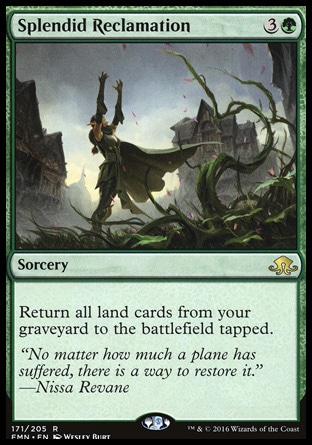 Splendid Reclamation 3
Sorcery
Return all land cards from your
graveyard to the battlefield tapped.
“No matter how much a plane has
suffered, there is a way to restore it.”
—Nissa Revane
171/205 R
EMN • EN Wesley Burt
™ & © 2016 Wizards of the Coast